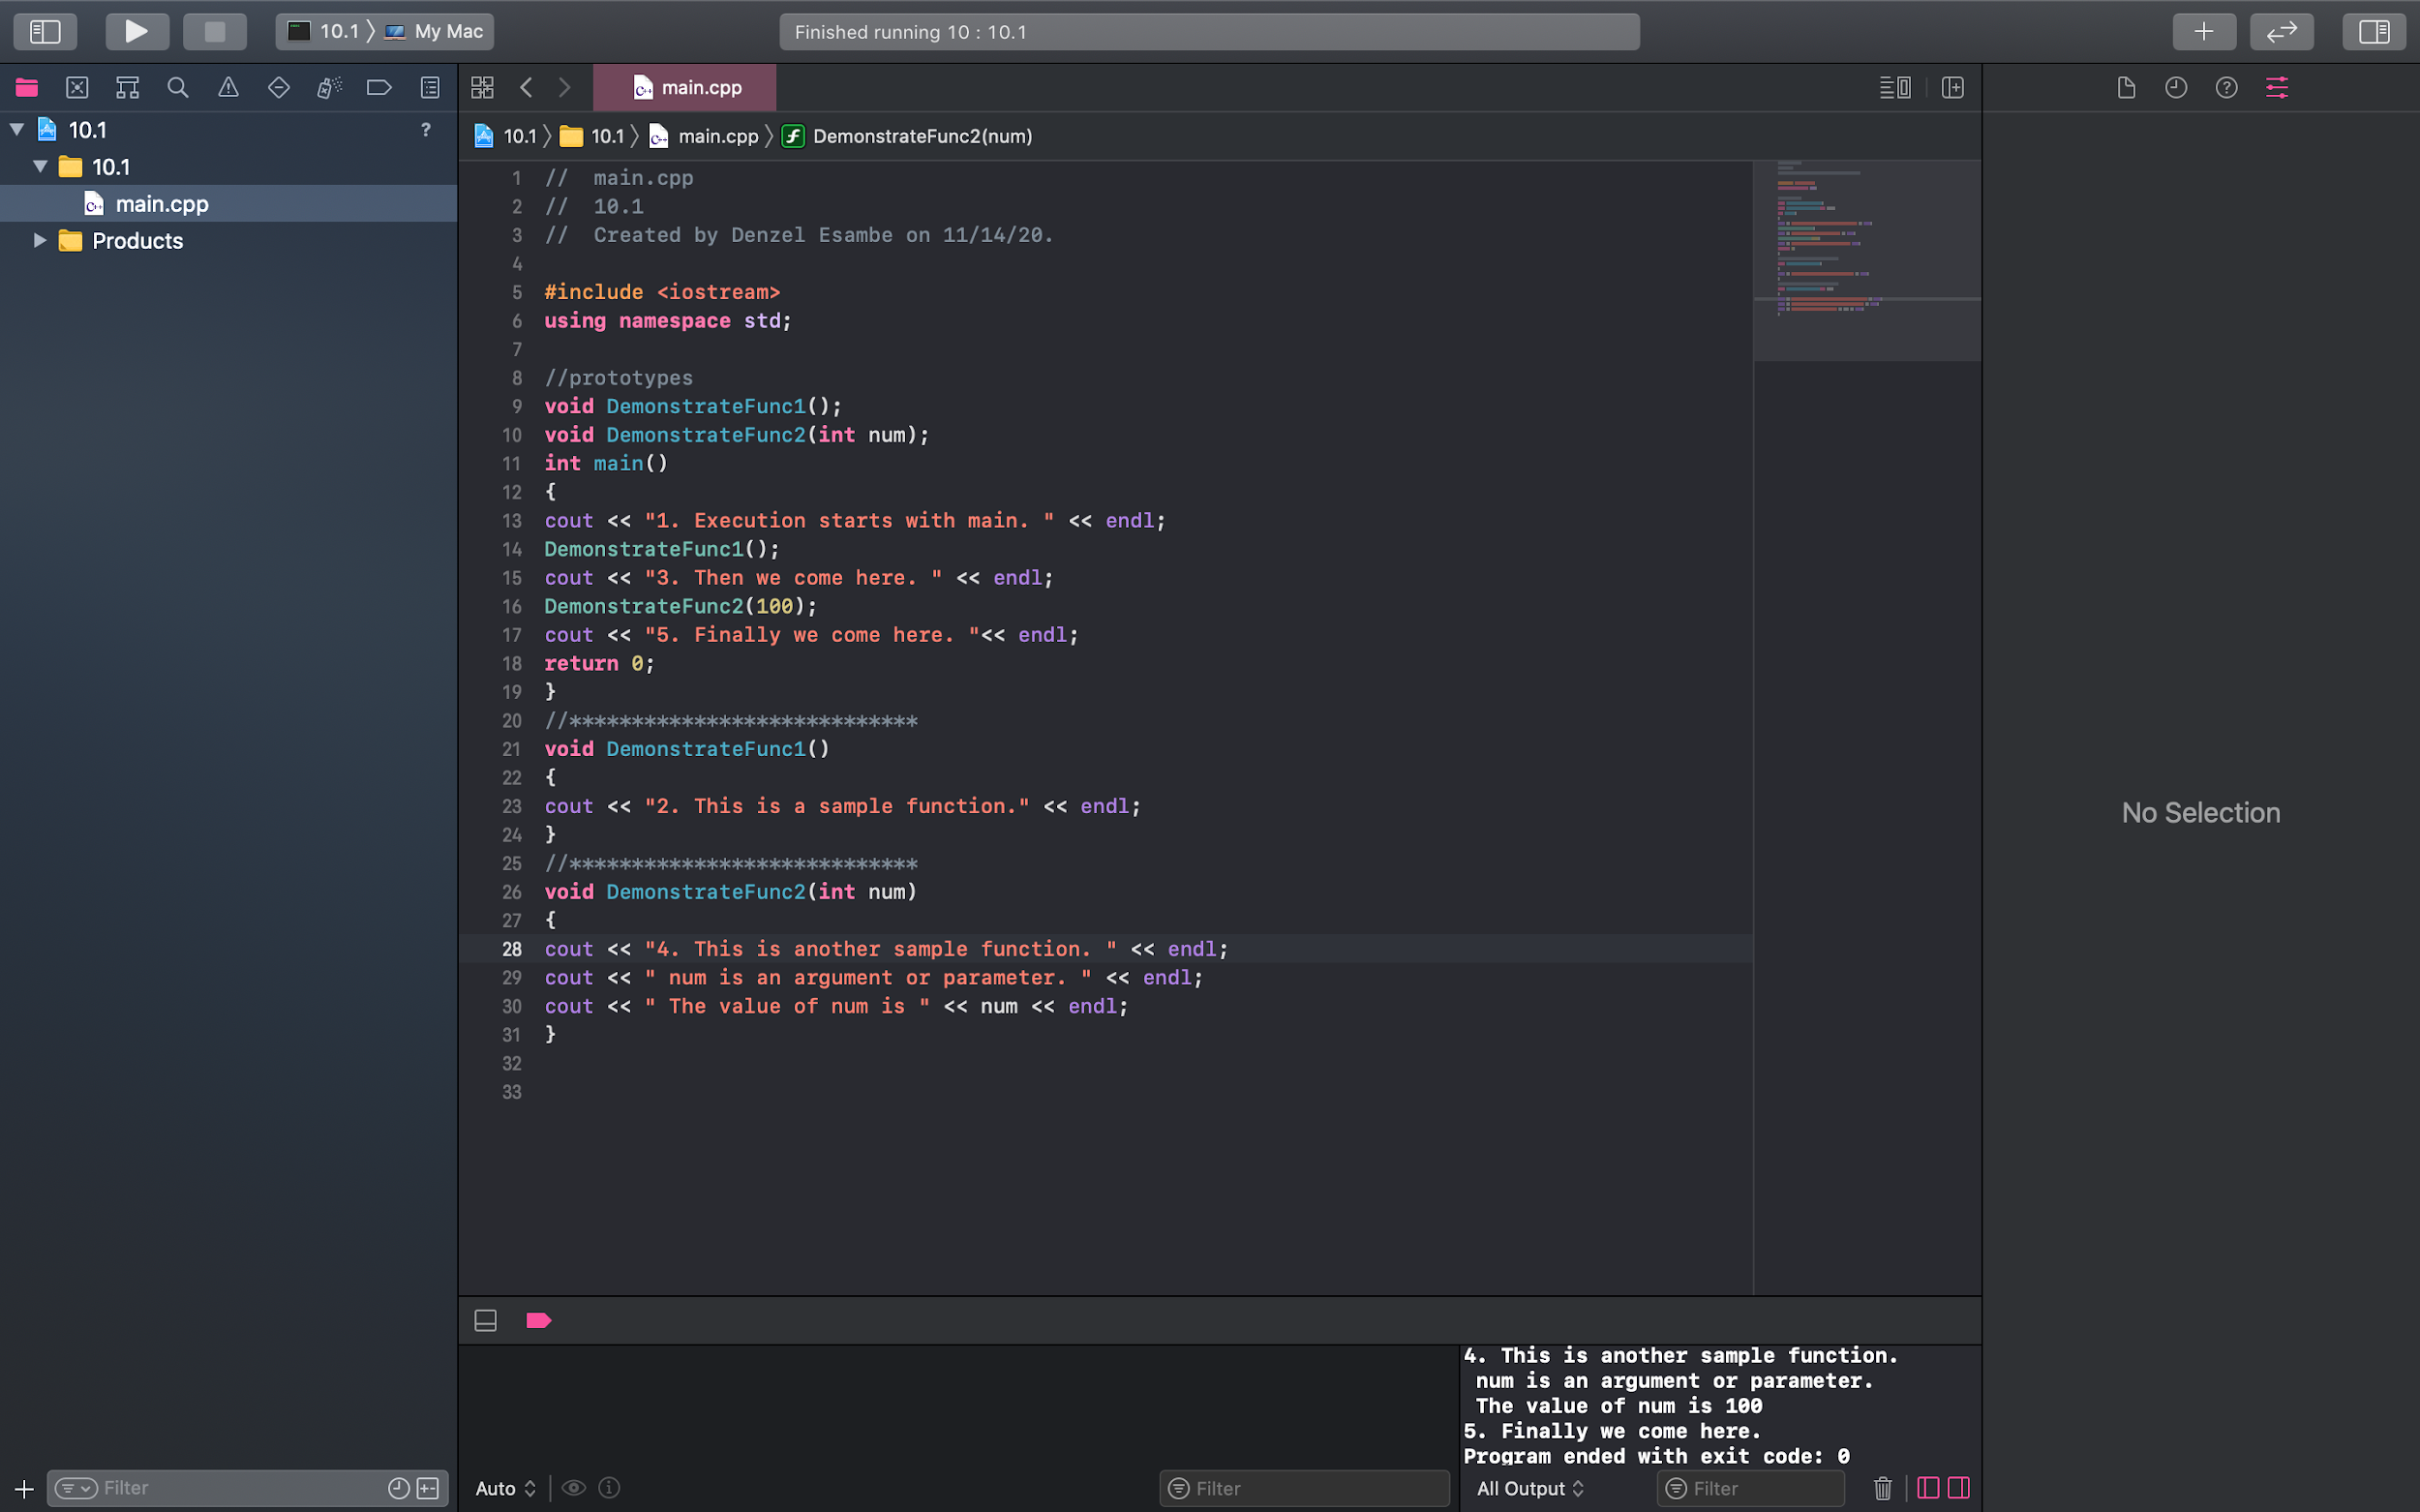 10.1 〉 My Mac
Finished running 10 : 10.1
main.cpp
10.1 ?
10.1
main.cpp
Products
10.1 〉 10.1 〉 main.cpp 〉 f DemonstrateFunc2(num)
1 //  main.cpp
2 //  10.1
3 //  Created by Denzel Esambe on 11/14/20.
4
5 #include <iostream>
6 using namespace std;
7
8 //prototypes
9 void DemonstrateFunc1();
10 void DemonstrateFunc2(int num);
11 int main()
12 {
13 cout << "1. Execution starts with main. " << endl;
14 DemonstrateFunc1();
15 cout << "3. Then we come here. " << endl;
16 DemonstrateFunc2(100);
17 cout << "5. Finally we come here. "<< endl;
18 return 0;
19 }
20 //****************************
21 void DemonstrateFunc1()
22 {
23 cout << "2. This is a sample function." << endl;
24 }
25 //****************************
26 void DemonstrateFunc2(int num)
27 {
28 cout << "4. This is another sample function. " << endl;
29 cout << " num is an argument or parameter. " << endl;
30 cout << " The value of num is " << num << endl;
31 }
32
33
No Selection
4. This is another sample function.
 num is an argument or parameter.
 The value of num is 100
5. Finally we come here.
Program ended with exit code: 0
Filter
Auto
Filter
All Output
Filter